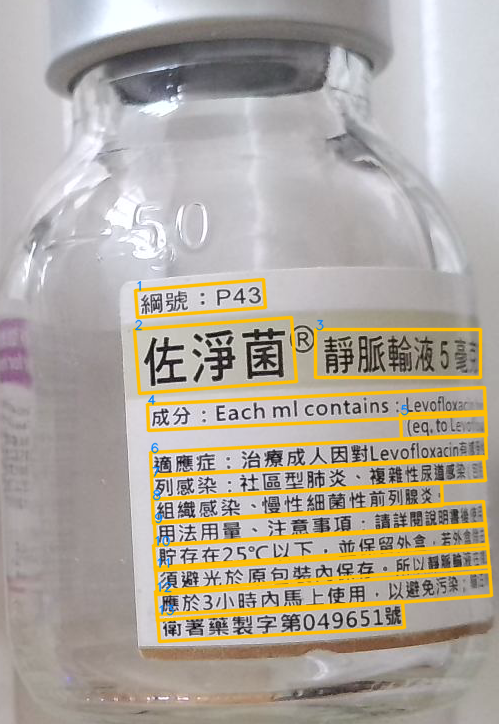 50
綱號：P43
佐淨菌® 靜脈輸液 5 毫
成分：Each ml contains：Levofloxac
(eq. to Levoflo
適應症：治療成人因對Levofloxacin有感
列感染：社區型肺炎、複雜性尿道感染
組織感染、慢性細菌性前列腺炎。
用法用量、注意事項：請詳閱說明書後使用
貯存在25℃以下，並保留外盒，若外盒
須避光於原包裝內保存。所以靜脈輸液
應於3小時內馬上使用，以避免污染；
衛署藥製字第049651號